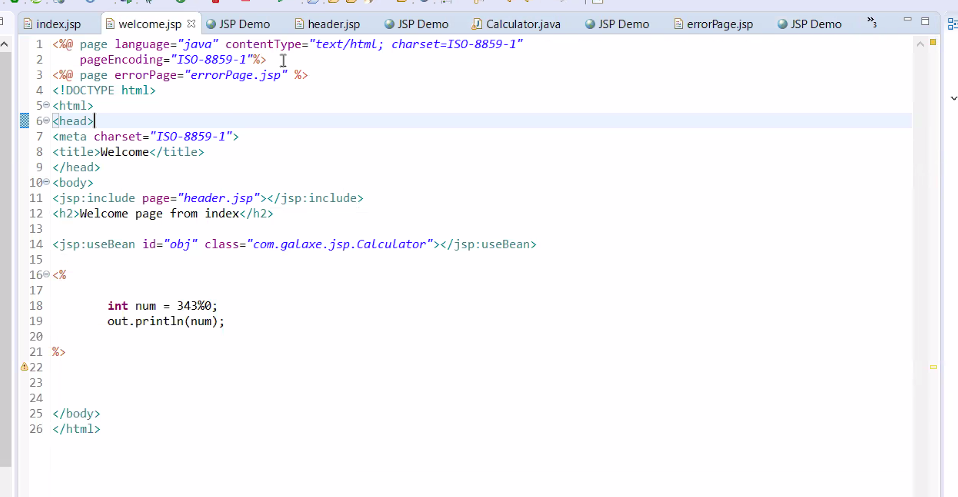 index.jsp welcome.jsp JSP Demo header.jsp JSP Demo Calculator.java JSP Demo errorPage.jsp JSP Demo »3
1 <%@ page language="java" contentType="text/html; charset=ISO-8859-1"
2     pageEncoding="ISO-8859-1"%>
3 <%@ page errorPage="errorPage.jsp" %>
4 <!DOCTYPE html>
5 <html>
6 <head>
7 <meta charset="ISO-8859-1">
8 <title>Welcome</title>
9 </head>
10 <body>
11 <jsp:include page="header.jsp"></jsp:include>
12 <h2>Welcome page from index</h2>
13
14 <jsp:useBean id="obj" class="com.galaxe.jsp.Calculator"></jsp:useBean>
15
16 <%
17
18         int num = 343%0;
19         out.println(num);
20
21 %>
22
23
24
25 </body>
26 </html>